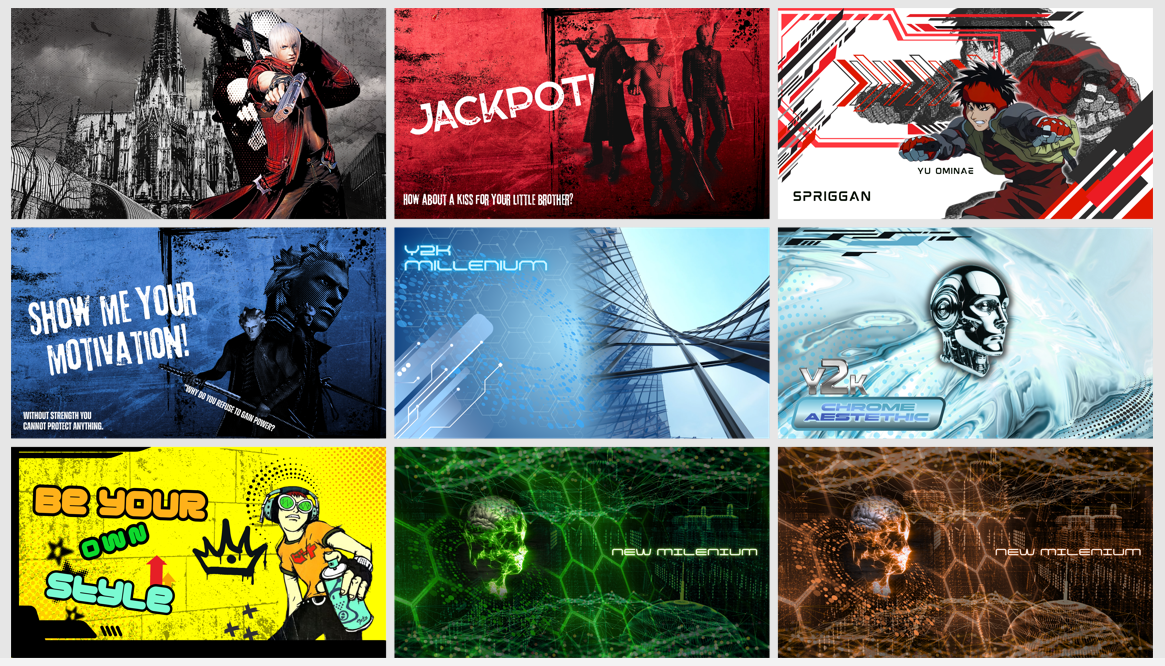 JACKPOT!
HOW ABOUT A KISS FOR YOUR LITTLE BROTHER?
YU OMINAE
SPRIGGAN
SHOW ME YOUR
MOTIVATION!
"WHY DO YOU REFUSE TO GAIN POWER?"
WITHOUT STRENGTH YOU
CANNOT PROTECT ANYTHING.
Y2K
MILLENIUM
Y2K
CHROME
AESTETHIC
BE YOUR
OWN
STYLE
NEW MILENIUM
NEW MILENIUM